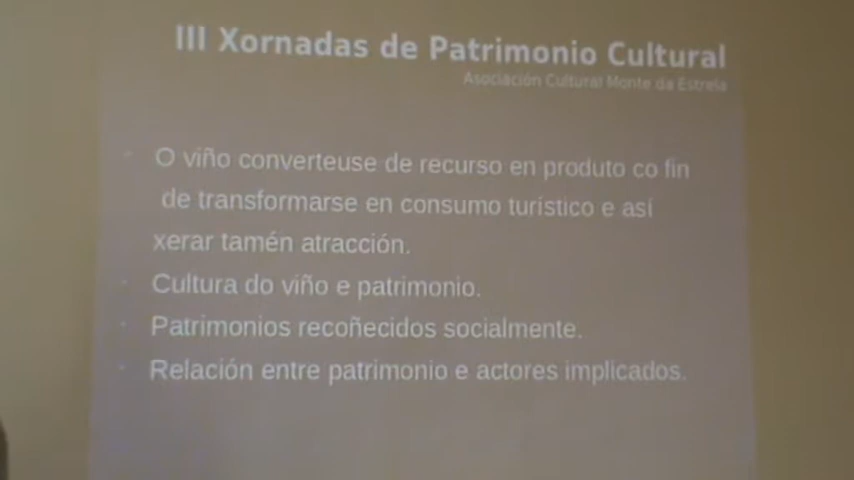 III Xornadas de Patrimonio Cultural
Asociación Cultural Monte da Estrela
· O viño converteuse de recurso en produto co fin
de transformarse en consumo turístico e así
xerar tamén atracción.
· Cultura do viño e patrimonio.
· Patrimonios recoñecidos socialmente.
· Relación entre patrimonio e actores implicados.